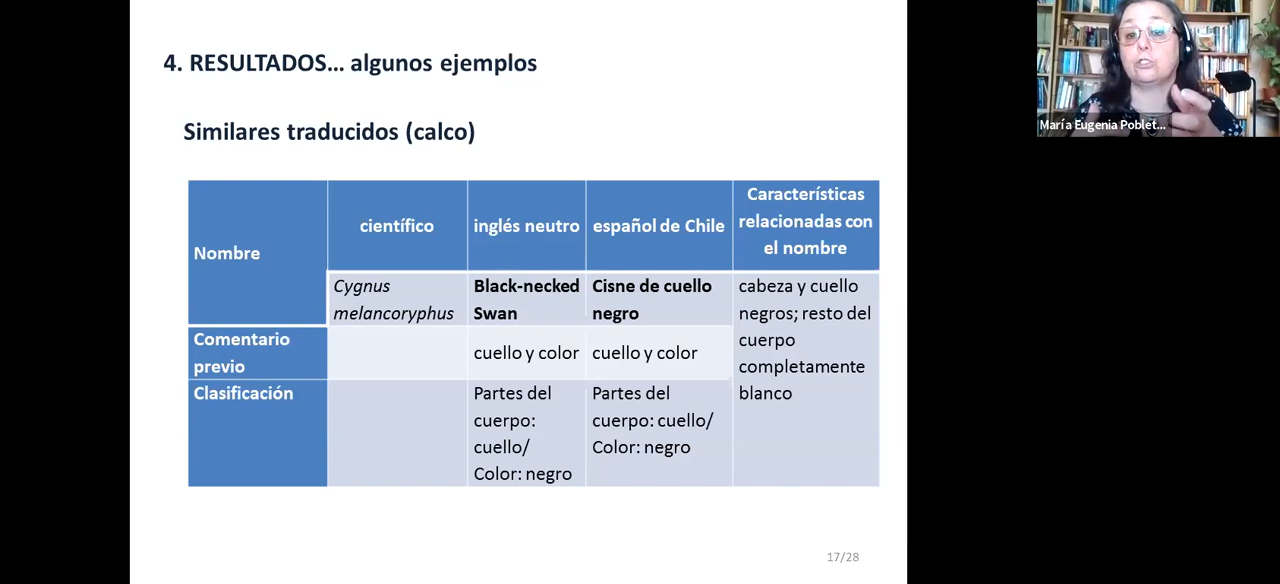 4. RESULTADOS... algunos ejemplos
María Eugenia Poblet...
Similares traducidos (calco)
Nombre
científico
inglés neutro
español de Chile
Características
relacionadas con
el nombre
Cygnus
melancoryphus
Black-necked
Swan
Cisne de cuello
negro
cabeza y cuello
negros; resto del
cuerpo
completamente
blanco
Comentario
previo
cuello y color
cuello y color
Clasificación
Partes del
cuerpo:
cuello/
Color: negro
Partes del
cuerpo: cuello/
Color: negro
17/28